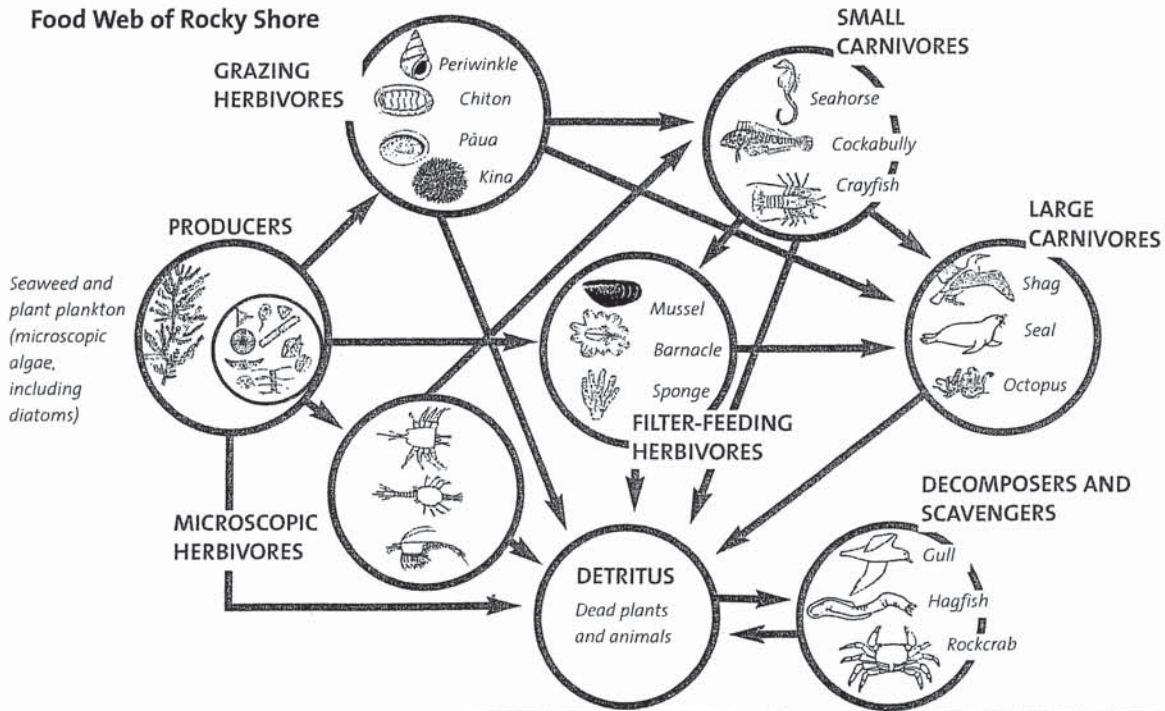 Food Web of Rocky Shore
GRAZING
HERBIVORES
Periwinkle
Chiton
Pāua
Kina
SMALL
CARNIVORES
Seahorse
Cockabully
Crayfish
PRODUCERS
Seaweed and
plant plankton
(microscopic
algae,
including
diatoms)
Mussel
Barnacle
Sponge
FILTER-FEEDING
HERBIVORES
LARGE
CARNIVORES
Shag
Seal
Octopus
MICROSCOPIC
HERBIVORES
DETRITUS
Dead plants
and animals
DECOMPOSERS AND
SCAVENGERS
Gull
Hagfish
Rockcrab